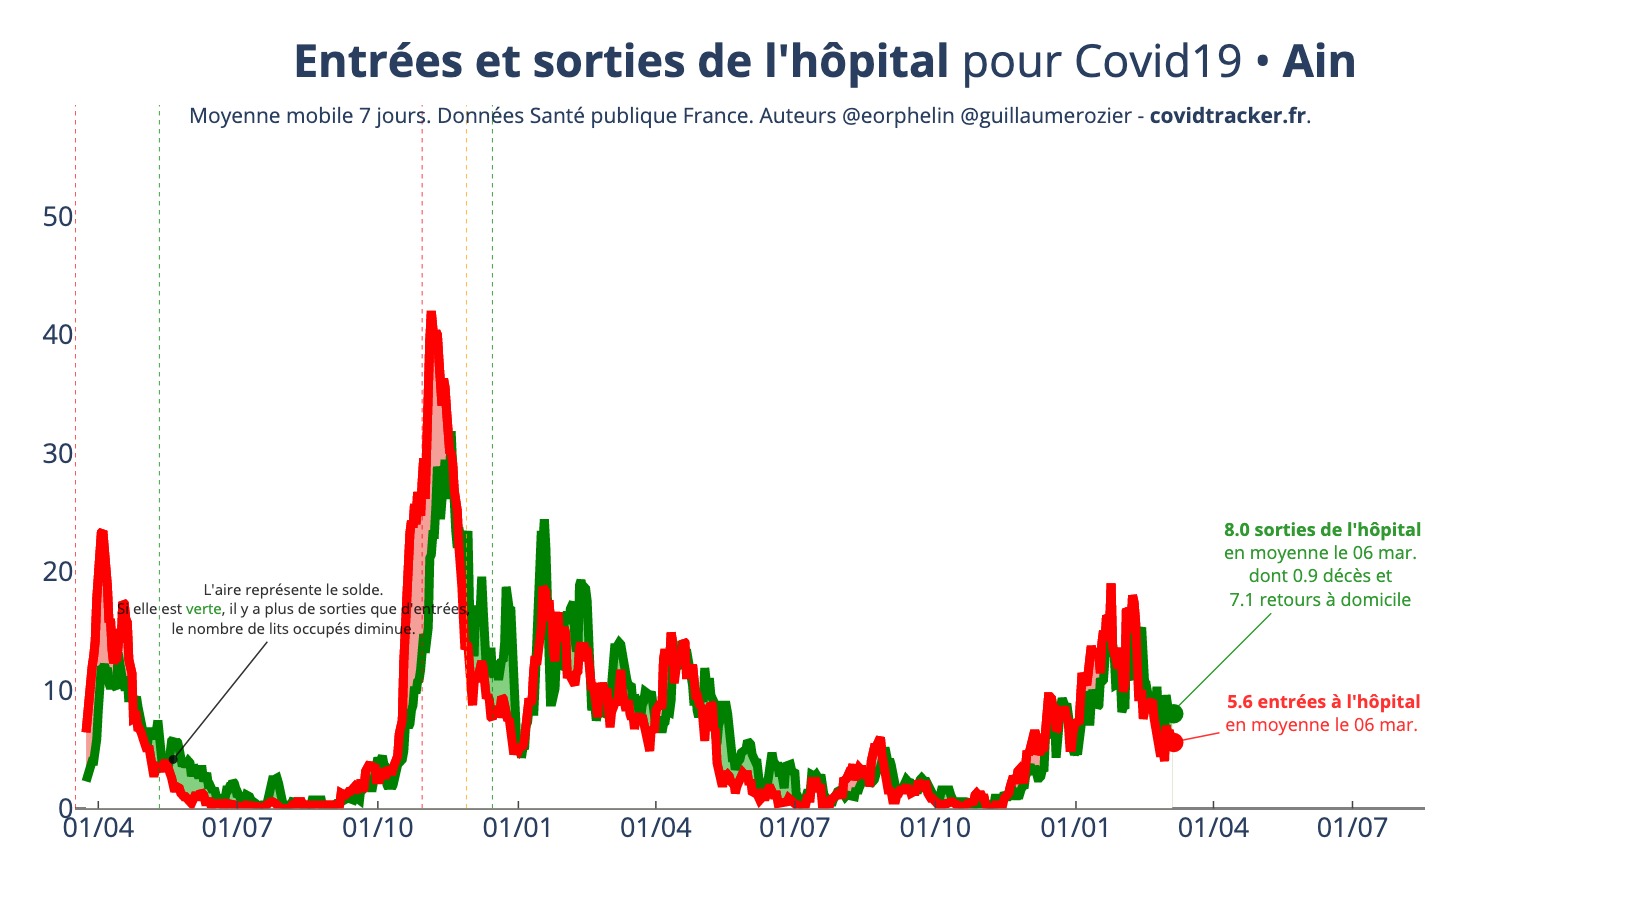 Entrées et sorties de l'hôpital pour Covid19 • Ain
Moyenne mobile 7 jours. Données Santé publique France. Auteurs @eorphelin @guillaumerozier - covidtracker.fr.
50
40
30
20
10
0
L'aire représente le solde.
Si elle est verte, il y a plus de sorties que d'entrées,
le nombre de lits occupés diminue.
8.0 sorties de l'hôpital
en moyenne le 06 mar.
dont 0.9 décès et
7.1 retours à domicile
5.6 entrées à l'hôpital
en moyenne le 06 mar.
01/04 01/07 01/10 01/01 01/04 01/07 01/10 01/01 01/04 01/07